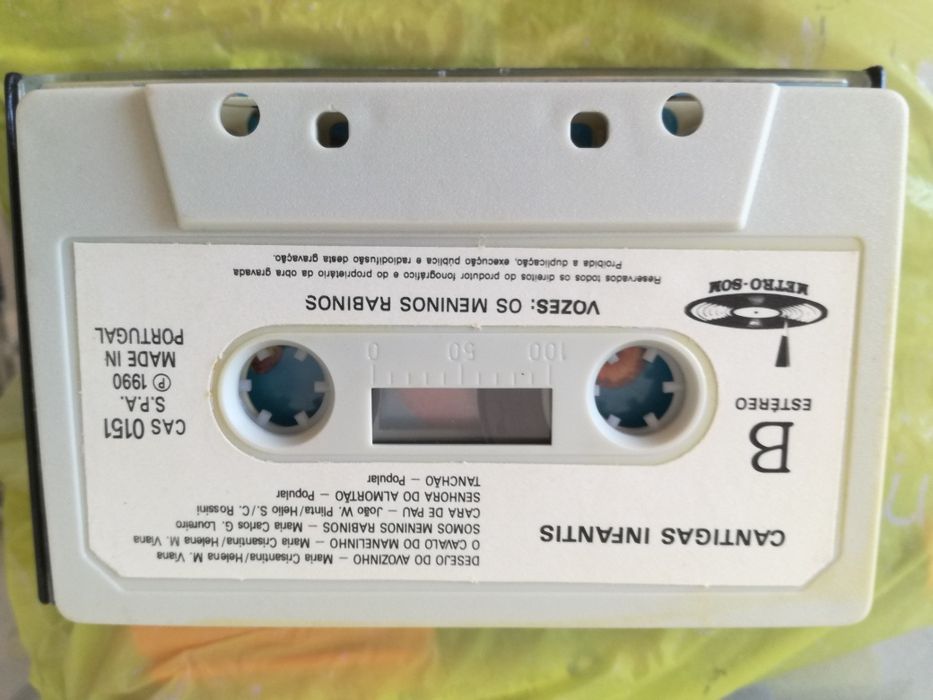 CANTIGAS INFANTIS
DESEJO DO AVOZINHO — Maria Crisantina/Helena M. Viana
O CAVALO DO MANELINHO — Maria Crisantina/Helena M. Viana
SOMOS MENINOS RABINOS — Maria Carlos G. Loureiro
CARA DE PAU — João W. Plinta/Helio/S. C. Rossini
SENHORA DO ALMORTÃO — Popular
TANCHÃO — Popular
B
ESTÉREO
METRO-SOM
100 50 0
CAS 0151
S.P.A.
℗ 1990
MADE IN
PORTUGAL
VOZES: OS MENINOS RABINOS
Reservados todos os direitos do produtor fonográfico e do proprietário da obra gravada
Proibida a duplicação, execução pública e radiodifusão desta gravação.